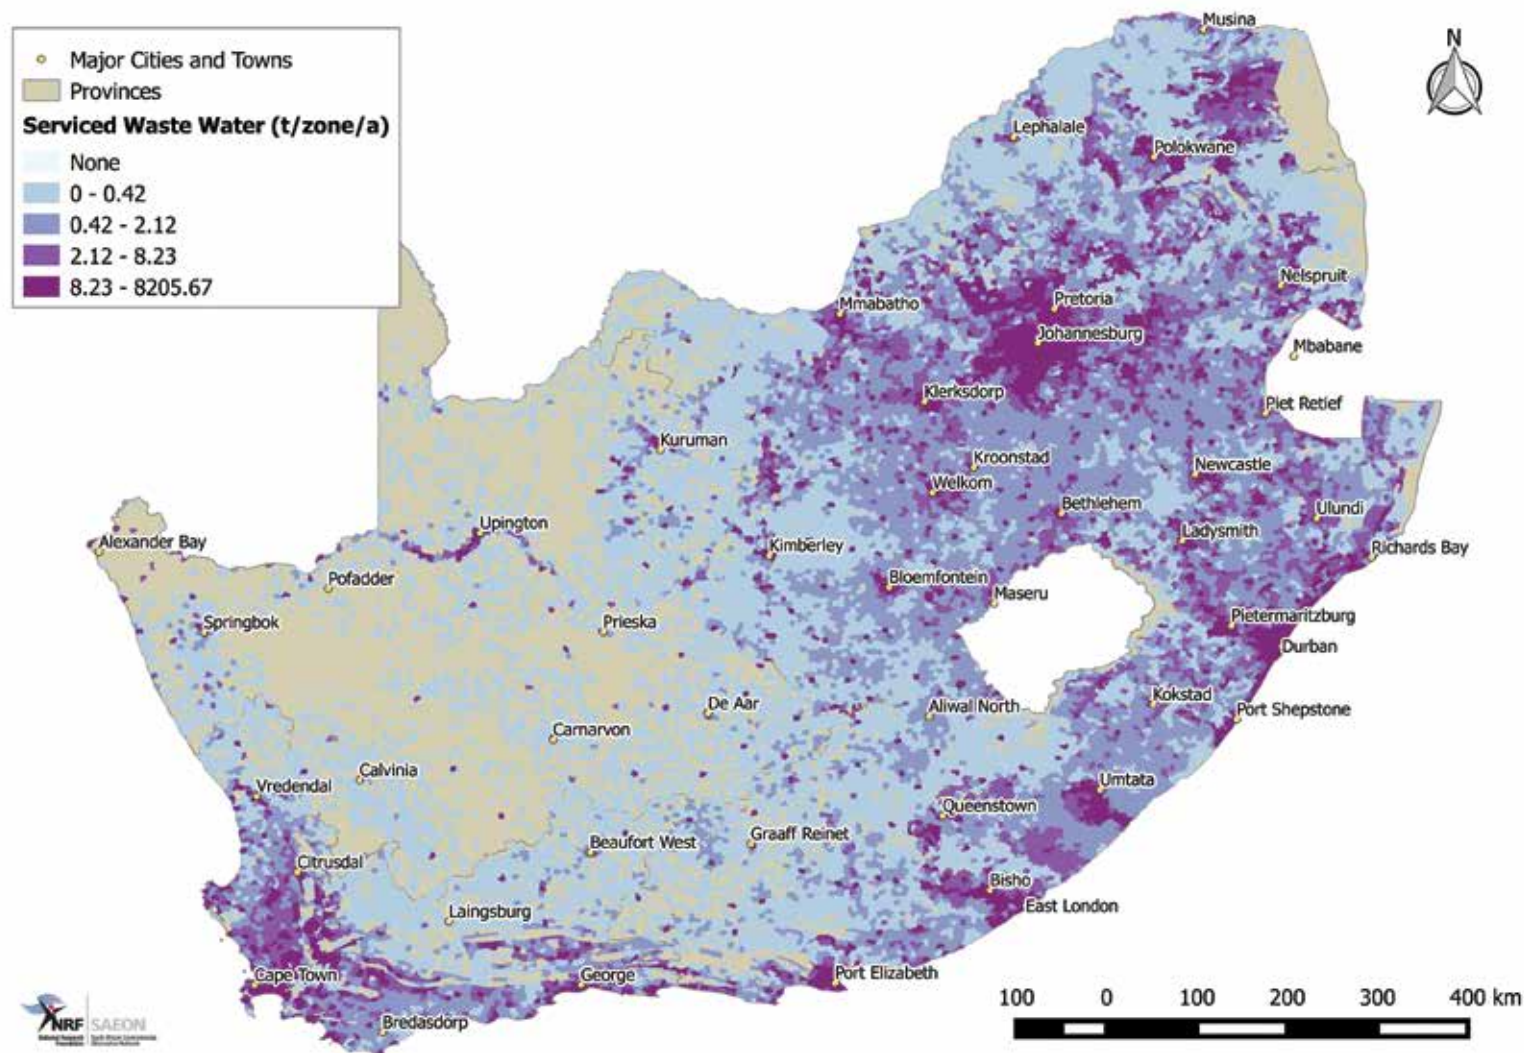 Major Cities and Towns
Provinces
Serviced Waste Water (t/zone/a)
None
0 - 0.42
0.42 - 2.12
2.12 - 8.23
8.23 - 8205.67
N
Musina
Lephalale
Polokwane
Nelspruit
Mmabatho
Pretoria
Johannesburg
Mbabane
Klerksdorp
Piet Retief
Kuruman
Kroonstad
Newcastle
Welkom
Bethlehem
Ulundi
Upington
Ladysmith
Alexander Bay
Kimberley
Richards Bay
Pofadder
Bloemfontein
Maseru
Springbok
Prieska
Pietermaritzburg
Durban
De Aar
Aliwal North
Kokstad
Port Shepstone
Carnarvon
Calvinia
Vredendal
Umtata
Queenstown
Beaufort West
Graaff Reinet
Citrusdal
Bisho
Laingsburg
East London
Cape Town
George
Port Elizabeth
Bredasdorp
100 0 100 200 300 400 km
NRF SAEON